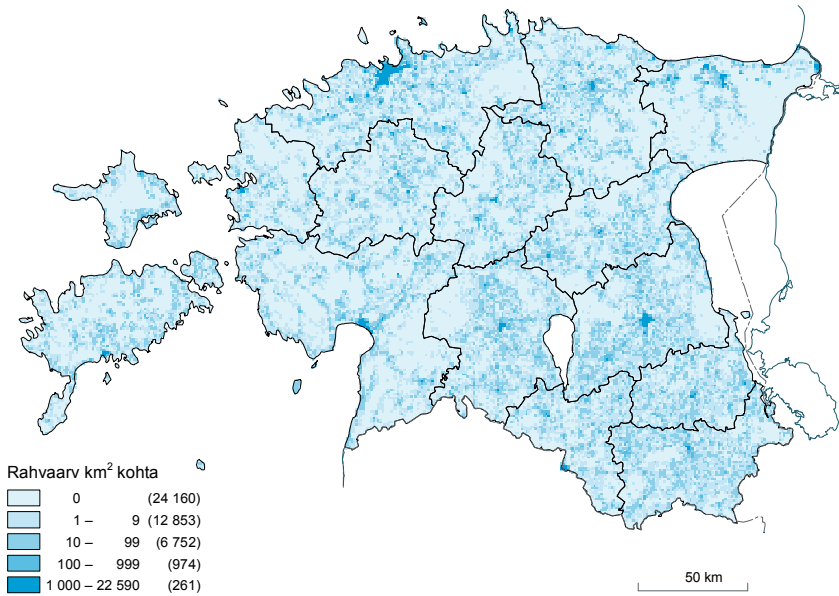 Rahvaarv km² kohta
0 (24 160)
1 – 9 (12 853)
10 – 99 (6 752)
100 – 999 (974)
1 000 – 22 590 (261)
50 km